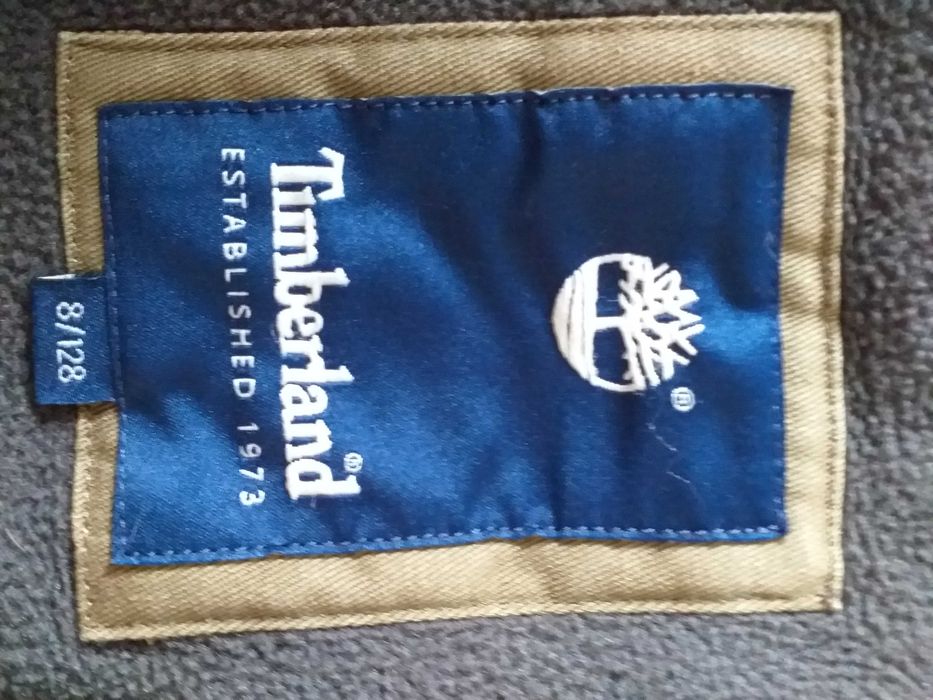 ®
Timberland®
ESTABLISHED 1973
8/128